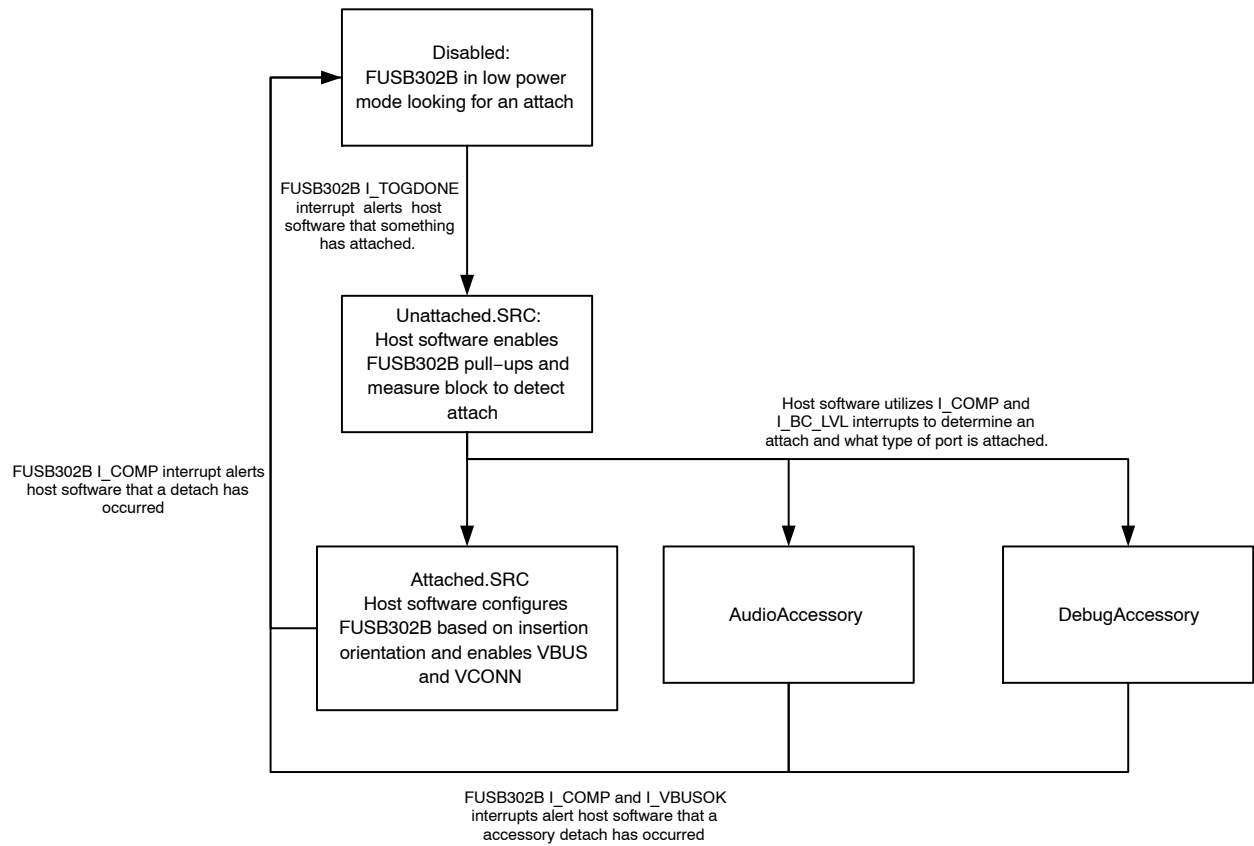 Disabled:
FUSB302B in low power
mode looking for an attach
FUSB302B I_TOGDONE
interrupt alerts host
software that something
has attached.
Unattached.SRC:
Host software enables
FUSB302B pull−ups and
measure block to detect
attach
Host software utilizes I_COMP and
I_BC_LVL interrupts to determine an
attach and what type of port is attached.
FUSB302B I_COMP interrupt alerts
host software that a detach has
occurred
Attached.SRC
Host software configures
FUSB302B based on insertion
orientation and enables VBUS
and VCONN
AudioAccessory
DebugAccessory
FUSB302B I_COMP and I_VBUSOK
interrupts alert host software that a
accessory detach has occurred